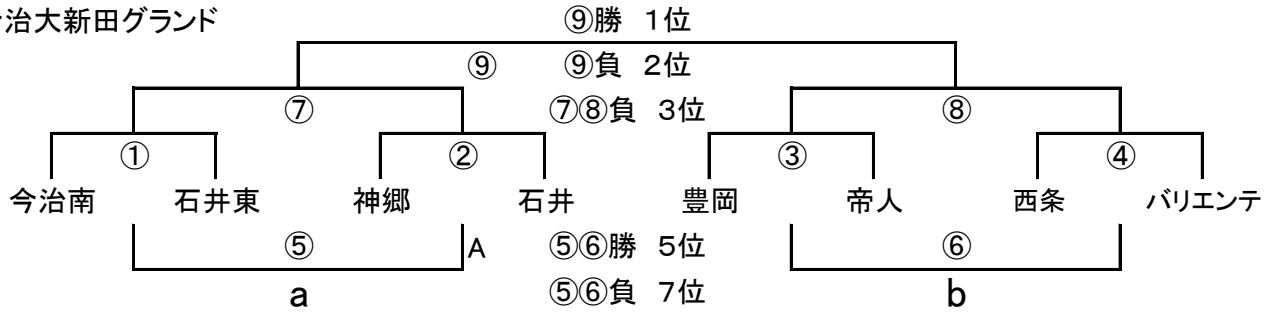 治大新田グランド
⑨勝 1位
⑨ ⑨負 2位
⑦ ⑦⑧負 3位 ⑧
① ② ③ ④
今治南 石井東 神郷 石井 豊岡 帝人 西条 バリエンテ
⑤ A ⑤⑥勝 5位 ⑥
a ⑤⑥負 7位 b